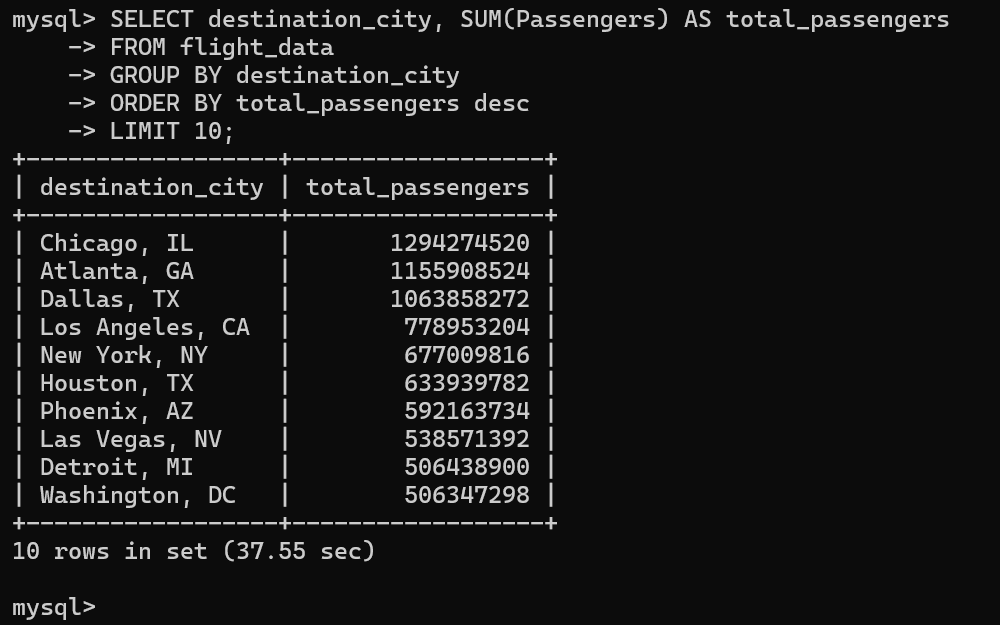 mysql> SELECT destination_city, SUM(Passengers) AS total_passengers
    -> FROM flight_data
    -> GROUP BY destination_city
    -> ORDER BY total_passengers desc
    -> LIMIT 10;
+------------------+------------------+
| destination_city | total_passengers |
+------------------+------------------+
| Chicago, IL      |       1294274520 |
| Atlanta, GA      |       1155908524 |
| Dallas, TX       |       1063858272 |
| Los Angeles, CA  |        778953204 |
| New York, NY     |        677009816 |
| Houston, TX      |        633939782 |
| Phoenix, AZ      |        592163734 |
| Las Vegas, NV    |        538571392 |
| Detroit, MI      |        506438900 |
| Washington, DC   |        506347298 |
+------------------+------------------+
10 rows in set (37.55 sec)
mysql>